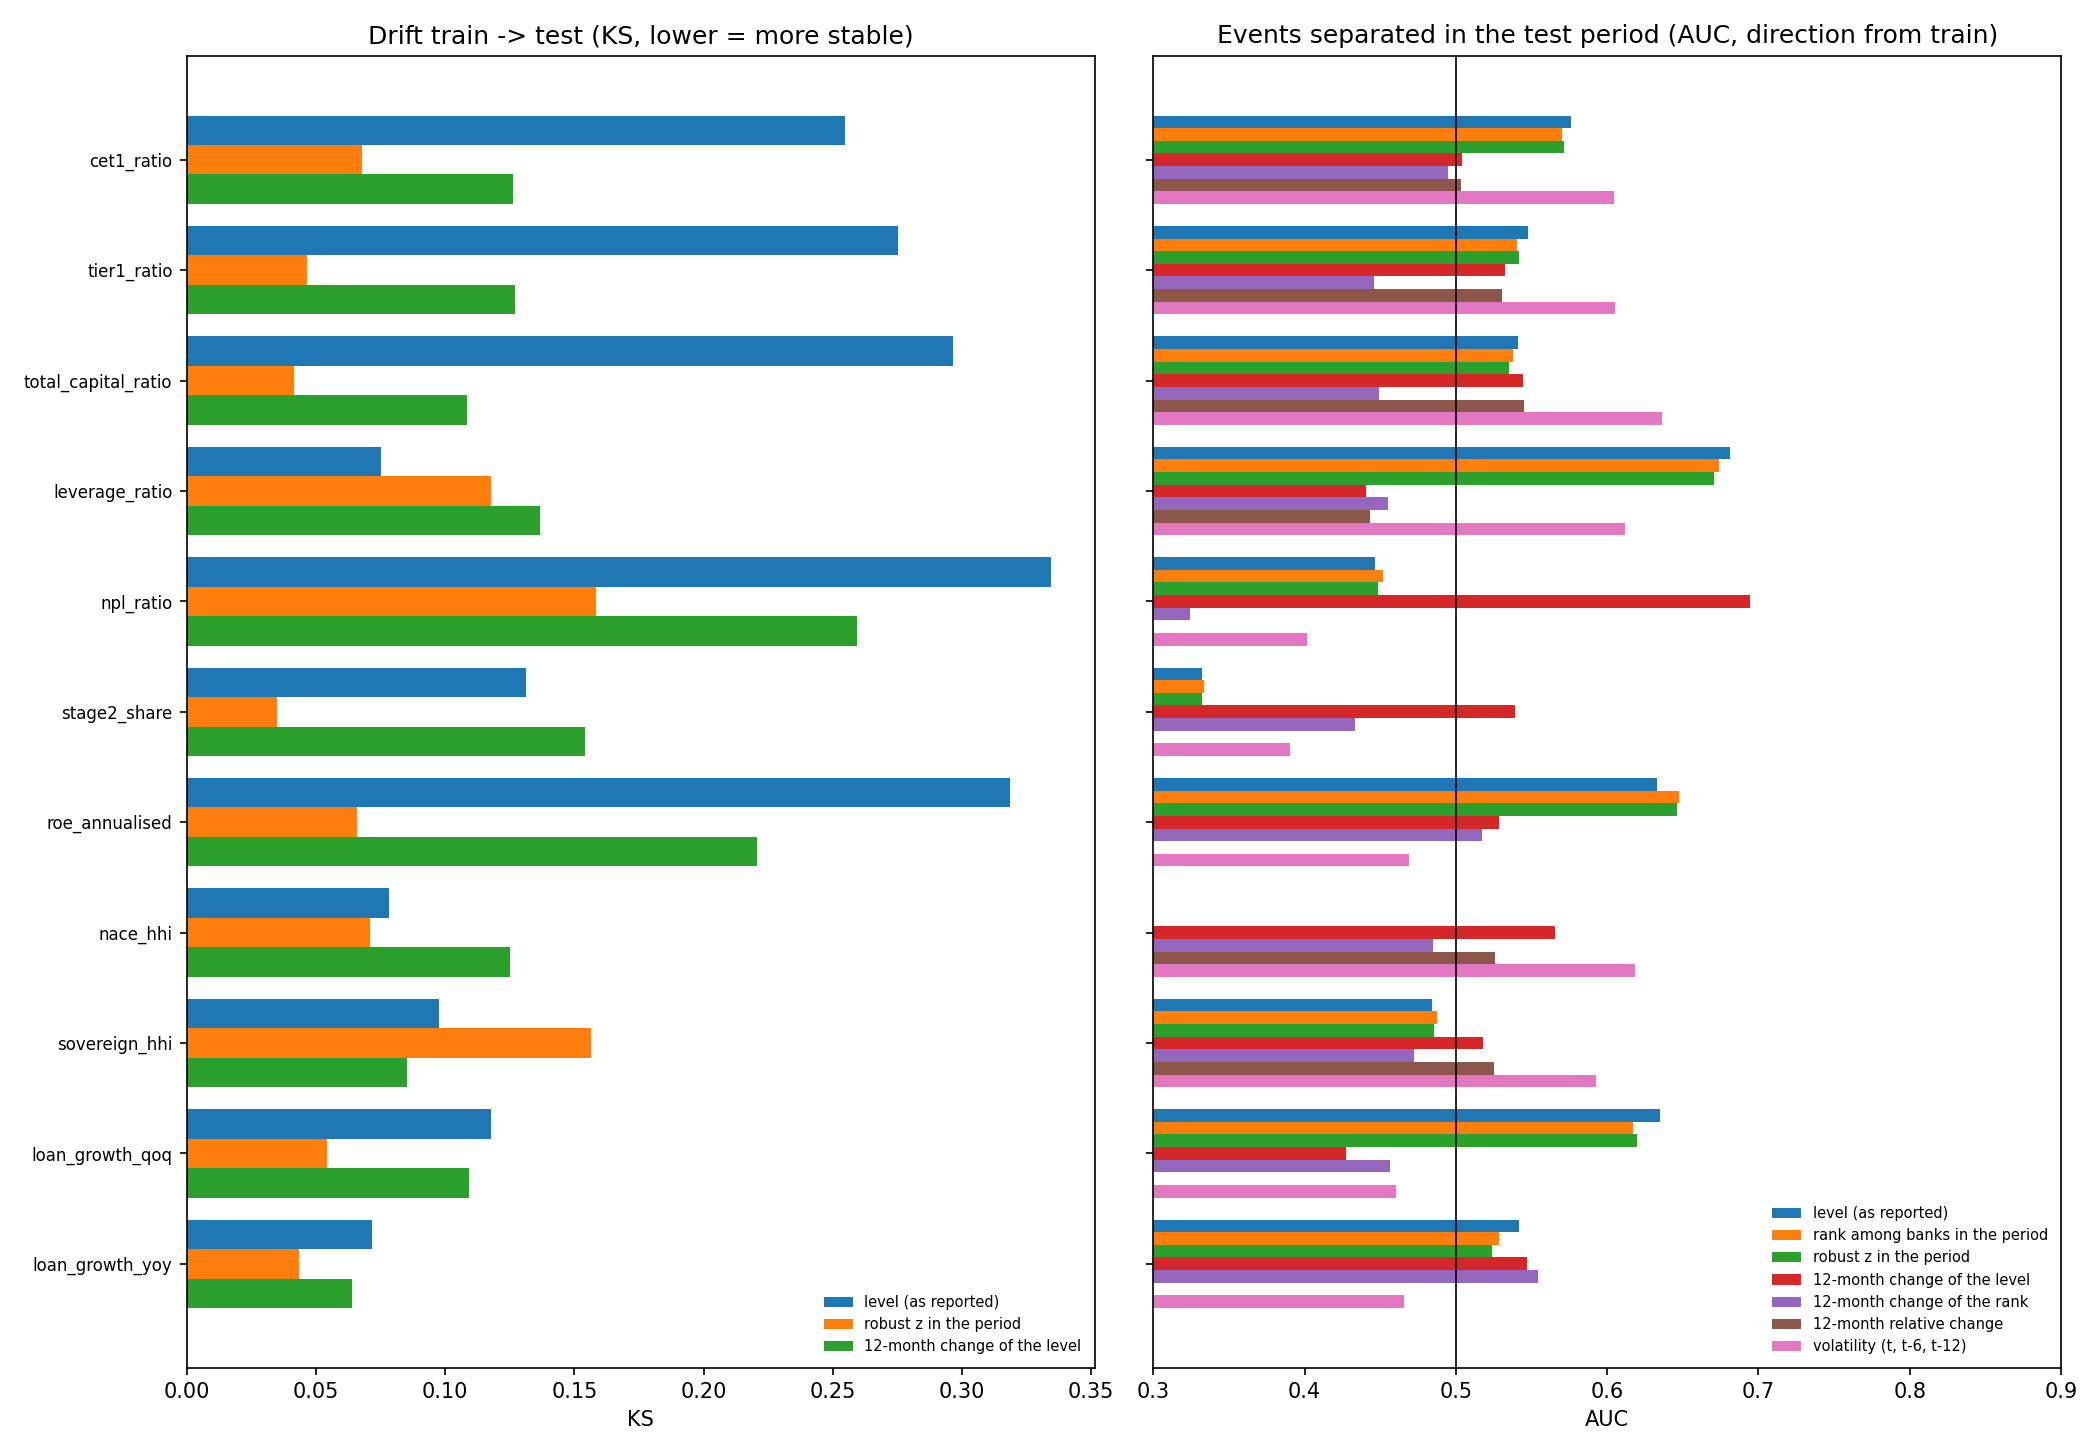 Drift train -> test (KS, lower = more stable)
cet1_ratio
tier1_ratio
total_capital_ratio
leverage_ratio
npl_ratio
stage2_share
roe_annualised
nace_hhi
sovereign_hhi
loan_growth_qoq
loan_growth_yoy
level (as reported)
robust z in the period
12-month change of the level
0.00 0.05 0.10 0.15 0.20 0.25 0.30 0.35
KS
Events separated in the test period (AUC, direction from train)
level (as reported)
rank among banks in the period
robust z in the period
12-month change of the level
12-month change of the rank
12-month relative change
volatility (t, t-6, t-12)
0.3 0.4 0.5 0.6 0.7 0.8 0.9
AUC